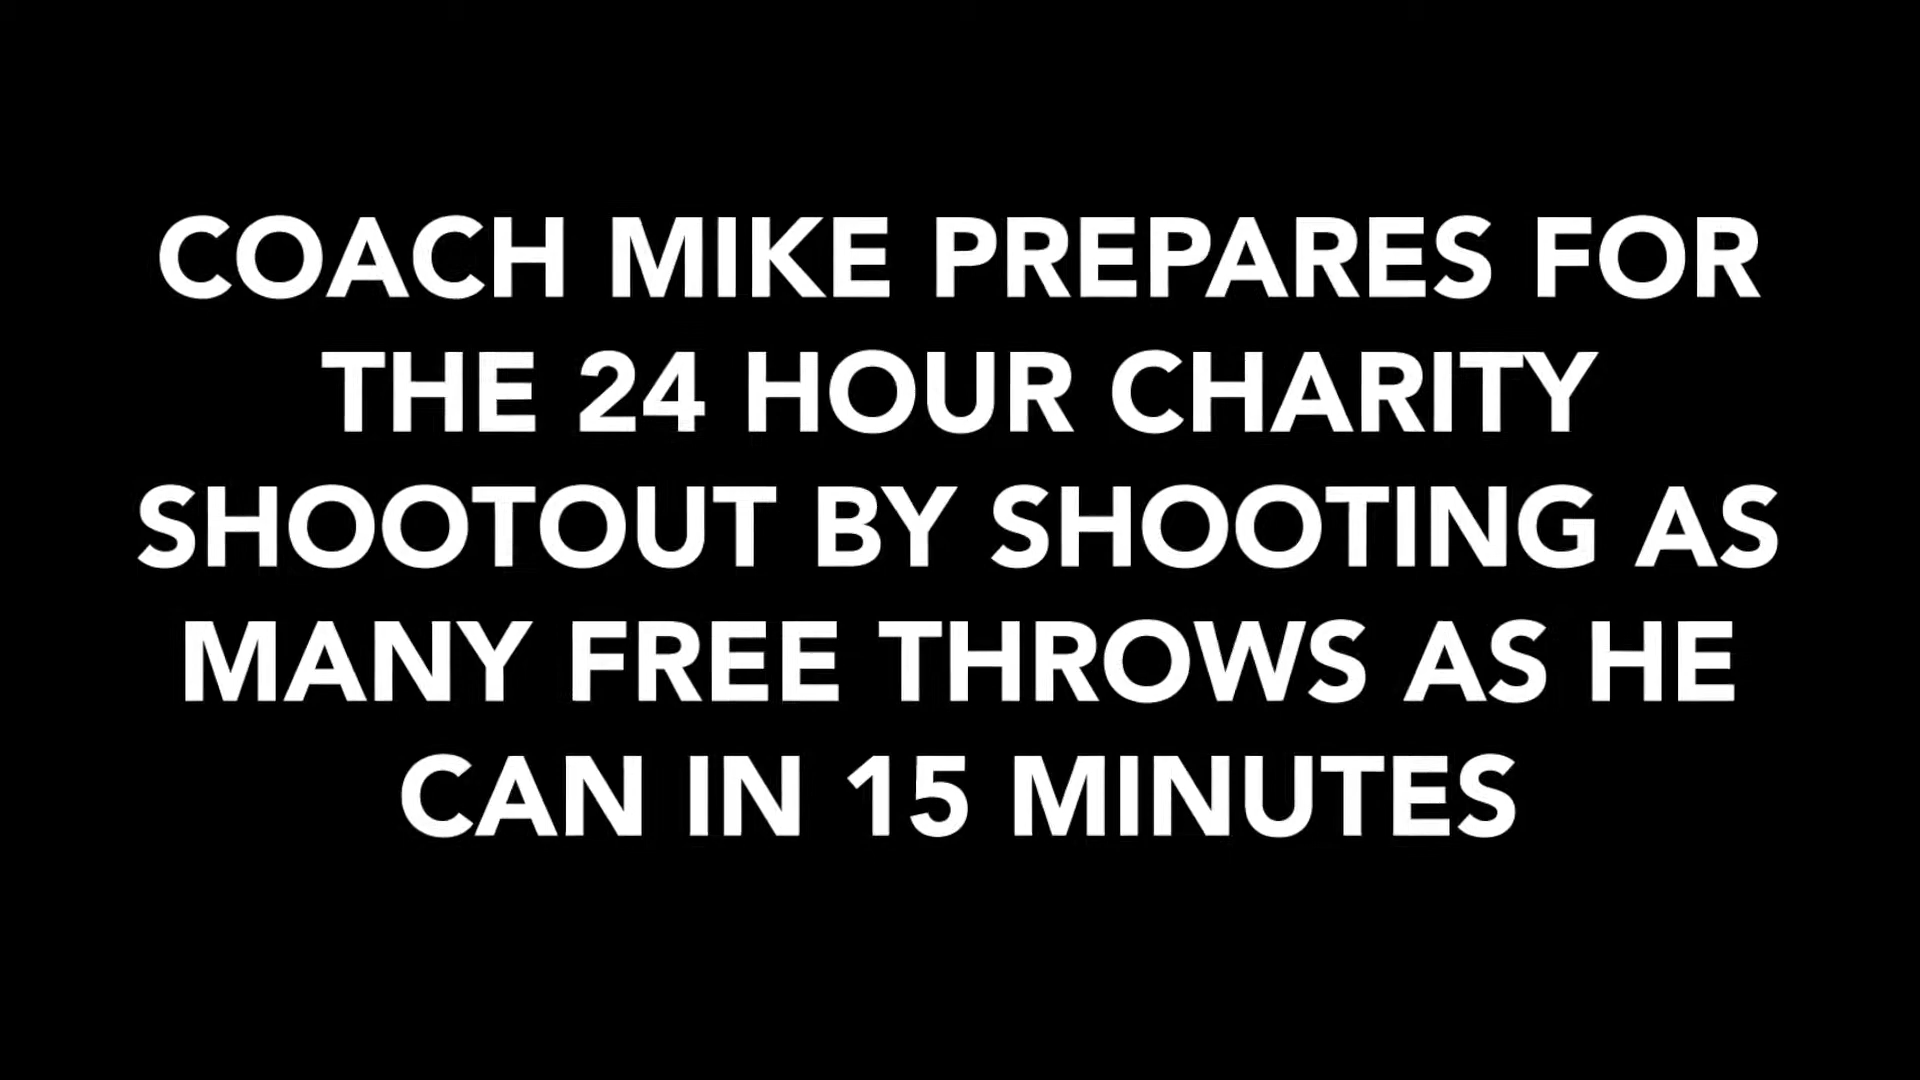 COACH MIKE PREPARES FOR
THE 24 HOUR CHARITY
SHOOTOUT BY SHOOTING AS
MANY FREE THROWS AS HE
CAN IN 15 MINUTES